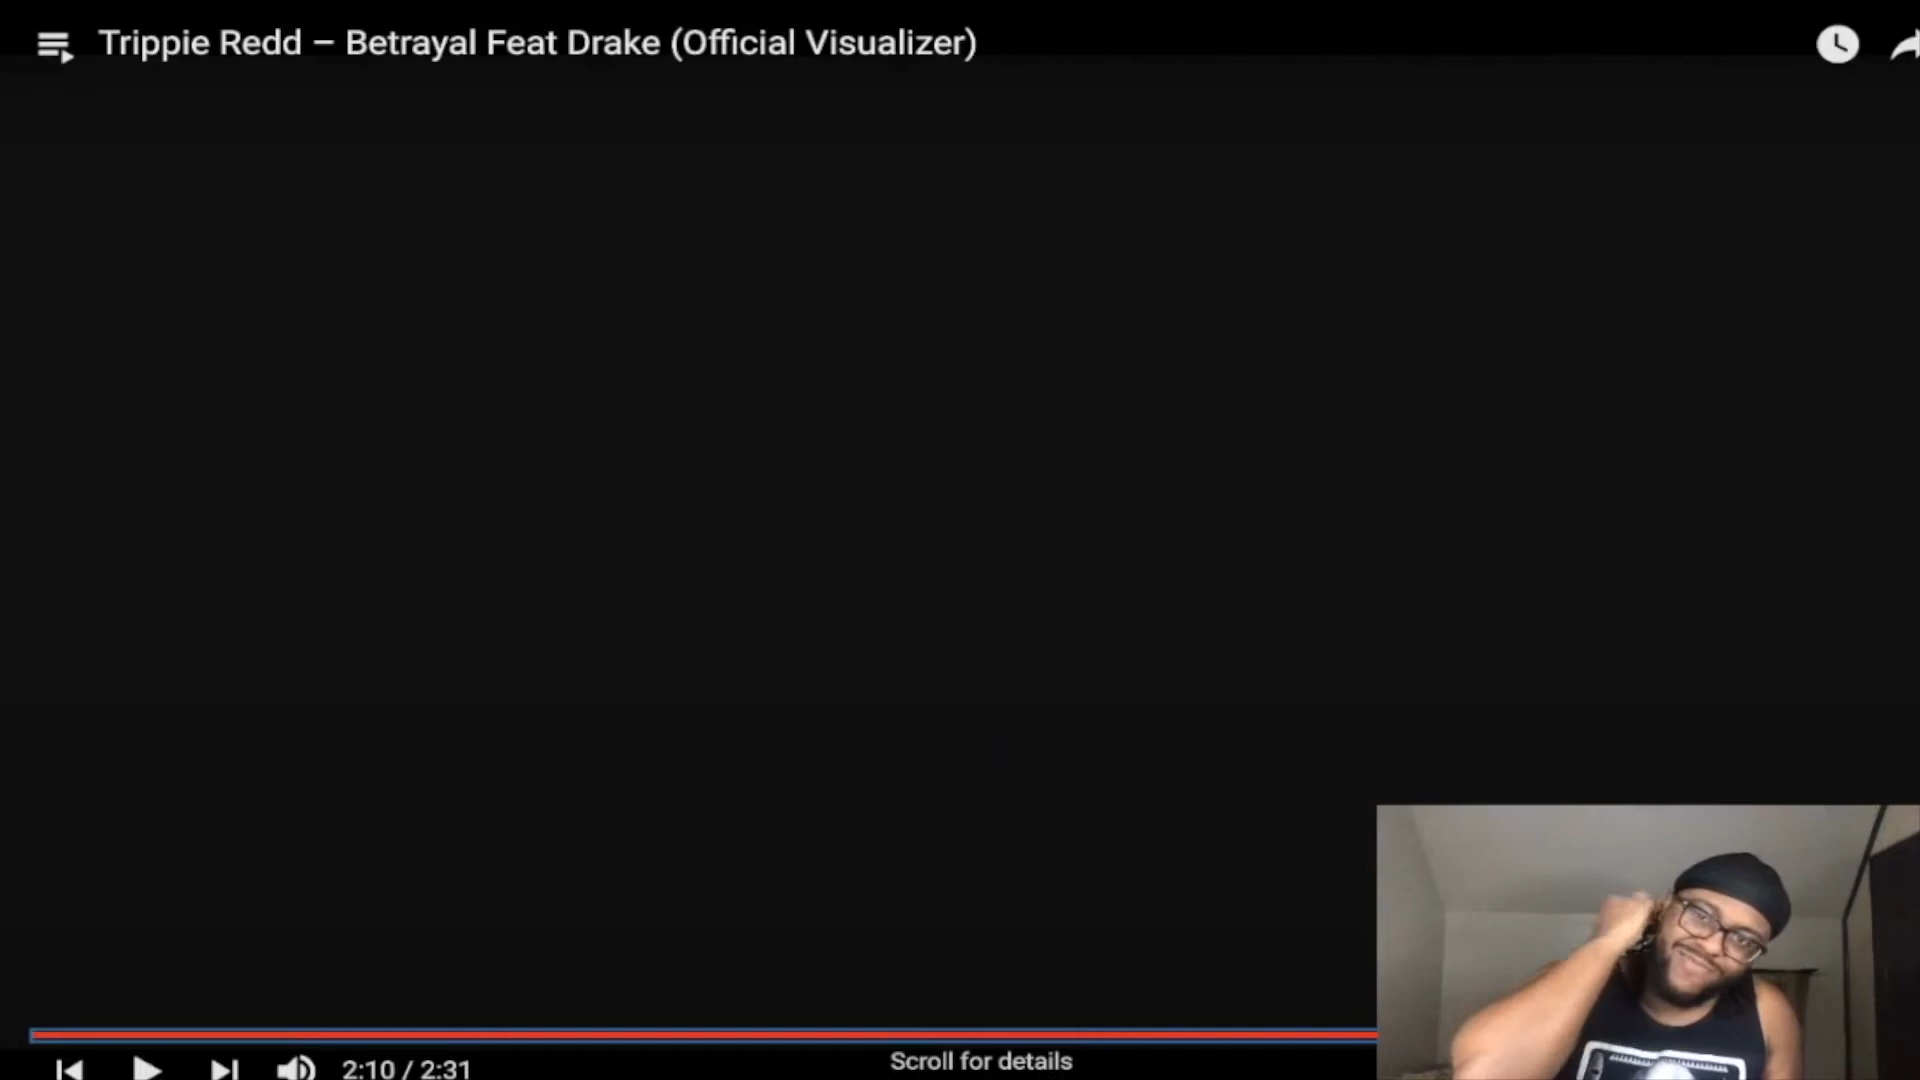 Trippie Redd – Betrayal Feat Drake (Official Visualizer)
2:10 / 2:31
Scroll for details